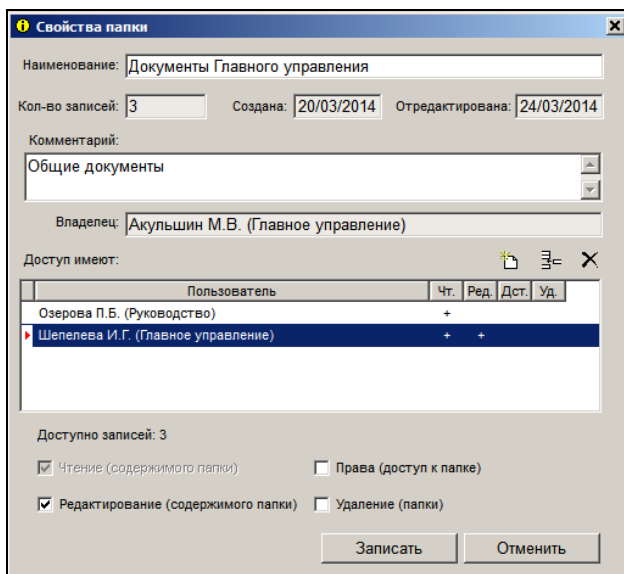 Свойства папки
Наименование: Документы Главного управления
Кол-во записей: 3 Создана: 20/03/2014 Отредактирована: 24/03/2014
Комментарий:
Общие документы
Владелец: Акульшин М.В. (Главное управление)
Доступ имеют:
Пользователь Чт. Ред. Дст. Уд.
Озерова П.Б. (Руководство) +
Шепелева И.Г. (Главное управление) + +
Доступно записей: 3
Чтение (содержимого папки) Права (доступ к папке)
Редактирование (содержимого папки) Удаление (папки)
Записать Отменить